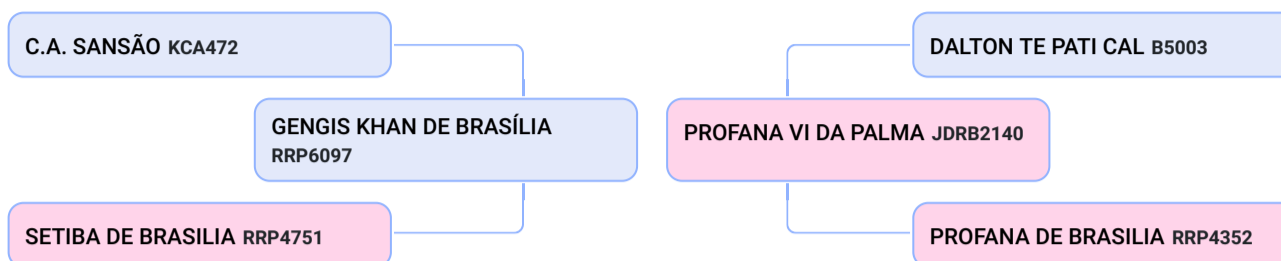 C.A. SANSÃO KCA472
DALTON TE PATI CAL B5003
GENGIS KHAN DE BRASÍLIA
RRP6097
PROFANA VI DA PALMA JDRB2140
SETIBA DE BRASILIA RRP4751
PROFANA DE BRASILIA RRP4352